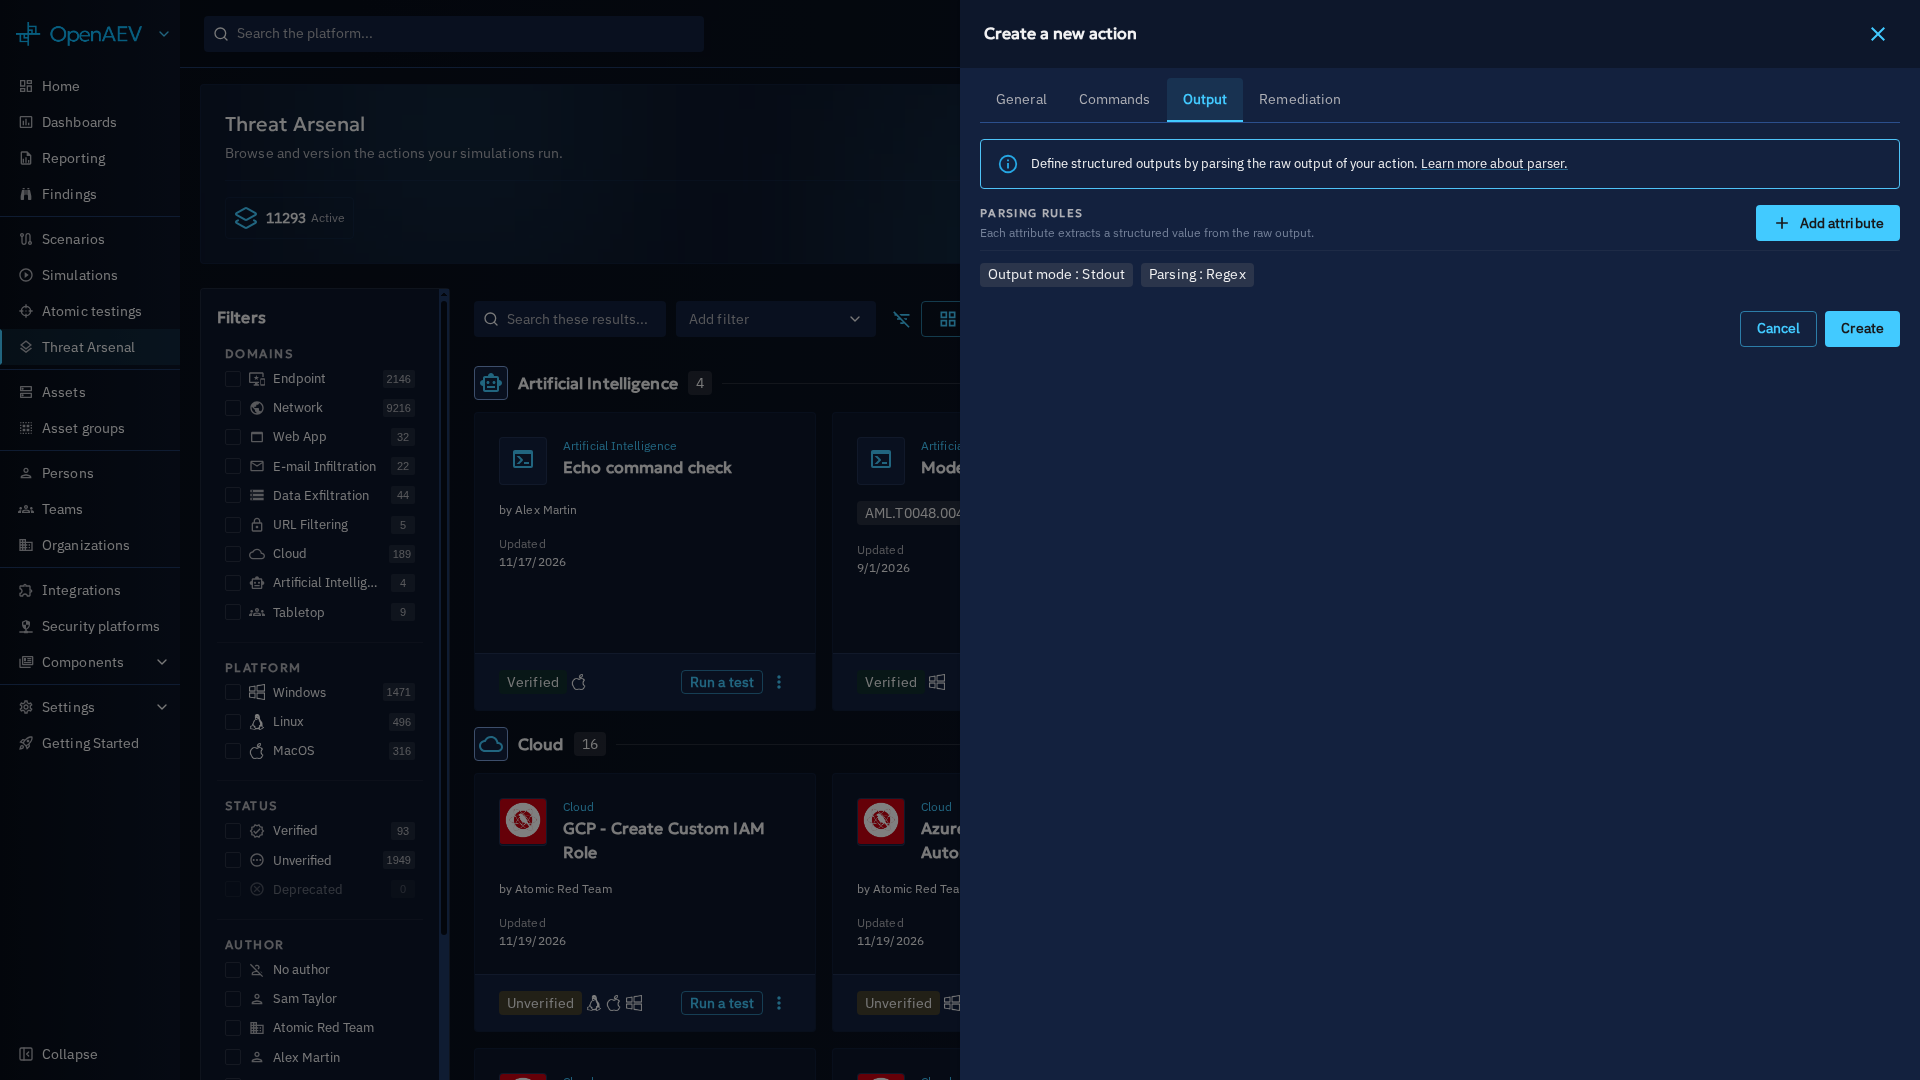 OpenAEV
Search the platform...
Home
Dashboards
Reporting
Findings
Scenarios
Simulations
Atomic testings
Threat Arsenal
Assets
Asset groups
Persons
Teams
Organizations
Integrations
Security platforms
Components
Settings
Getting Started
Collapse
Threat Arsenal
Browse and version the actions your simulations run.
11293 Active
Filters
DOMAINS
Endpoint 2146
Network 9216
Web App 32
E-mail Infiltration 22
Data Exfiltration 44
URL Filtering 5
Cloud 189
Artificial Intellig... 4
Tabletop 9
PLATFORM
Windows 1471
Linux 496
MacOS 316
STATUS
Verified 93
Unverified 1949
Deprecated 0
AUTHOR
No author
Sam Taylor
Atomic Red Team
Alex Martin
Search these results...
Add filter
Artificial Intelligence 4
Artificial Intelligence
Echo command check
by Alex Martin
Updated
11/17/2026
Verified
Run a test
Artificia
Mode
AML.T0048.004
Updated
9/1/2026
Verified
Cloud 16
Cloud
GCP - Create Custom IAM
Role
by Atomic Red Team
Updated
11/19/2026
Unverified
Run a test
Cloud
Azure
Auto
by Atomic Red Tea
Updated
11/19/2026
Unverified
Create a new action
General
Commands
Output
Remediation
Define structured outputs by parsing the raw output of your action. Learn more about parser.
PARSING RULES
Each attribute extracts a structured value from the raw output.
Add attribute
Output mode : Stdout
Parsing : Regex
Cancel
Create